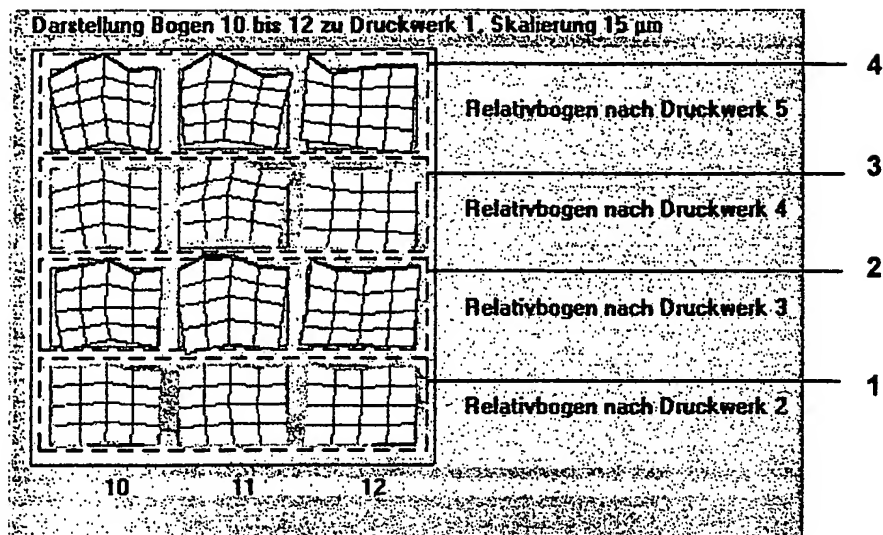 Darstellung Bogen 10 bis 12 zu Druckwerk 1, Skalierung 15 µm
4
Relativbogen nach Druckwerk 5
3
Relativbogen nach Druckwerk 4
2
Relativbogen nach Druckwerk 3
1
Relativbogen nach Druckwerk 2
10 11 12